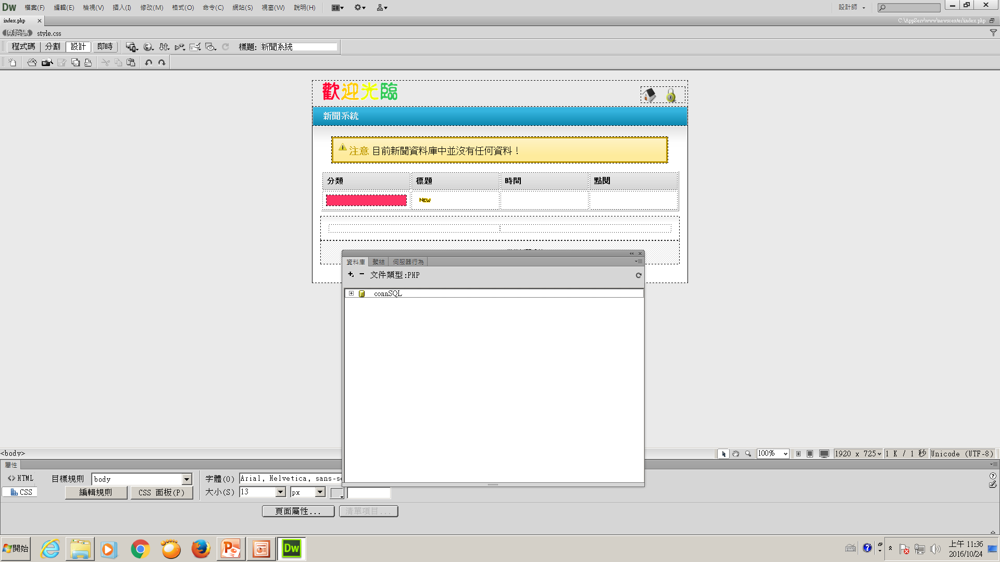 Dw 檔案(F) 編輯(E) 檢視(V) 插入(I) 修改(M) 格式(O) 命令(C) 網站(S) 視窗(W) 說明(H) 設計師
index.php C:\AppServ\www\newscenter\index.php
原始碼 style.css
程式碼 分割 設計 即時 標題: 新聞系統
Br
歡迎光臨
新聞系統
注意 目前新聞資料庫中並沒有任何資料！
分類 標題 時間 點閱
NEW
資料庫 繫結 伺服器行為
文件類型:PHP
connSQL
<body> 100% 1920 x 725 1 K / 1 秒 Unicode (UTF-8)
屬性
HTML 目標規則 body 字體(O) Arial, Helvetica, sans-se
CSS 編輯規則 CSS 面板(P) 大小(S) 13 px
頁面屬性... 清單項目...
開始 Dw 上午 11:36
2016/10/24